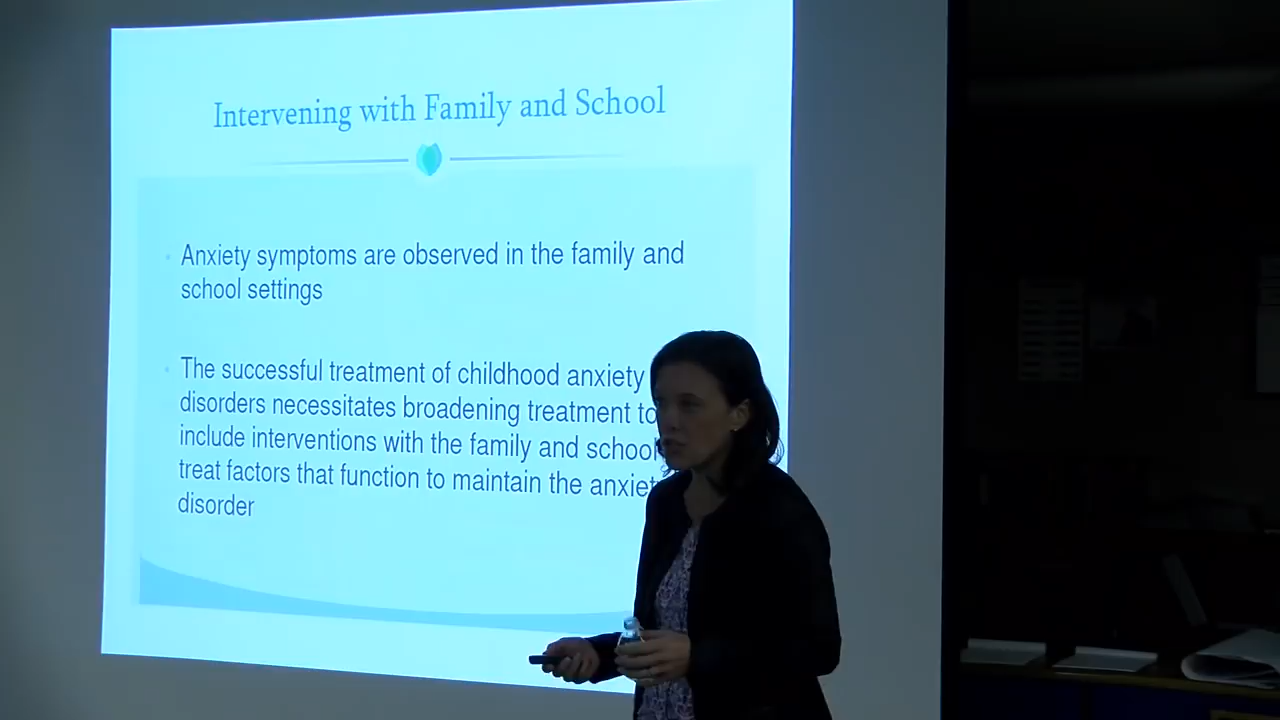 Intervening with Family and School
Anxiety symptoms are observed in the family and
school settings
The successful treatment of childhood anxiety
disorders necessitates broadening treatment to
include interventions with the family and school
treat factors that function to maintain the
disorder